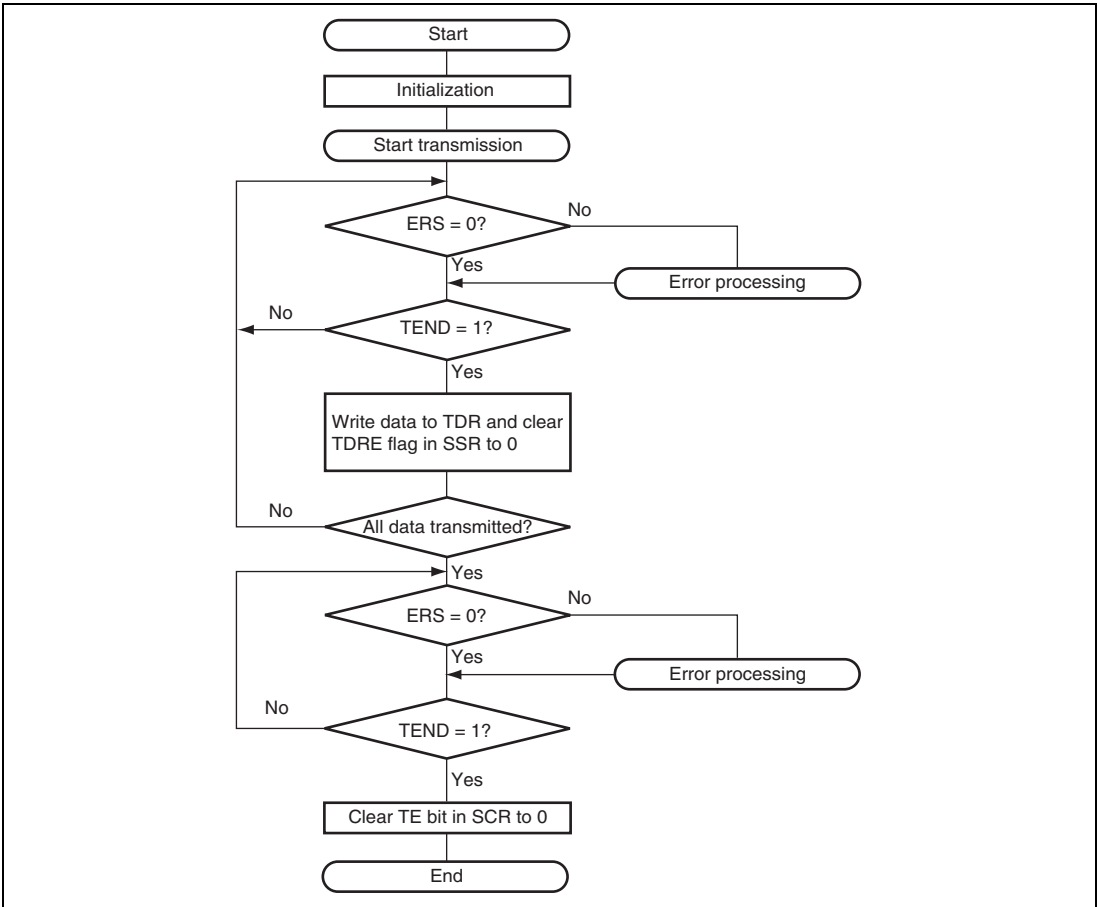 Start
Initialization
Start transmission
ERS = 0?
No
Yes
Error processing
No
TEND = 1?
Yes
Write data to TDR and clear
TDRE flag in SSR to 0
No
All data transmitted?
Yes
ERS = 0?
No
Yes
Error processing
No
TEND = 1?
Yes
Clear TE bit in SCR to 0
End